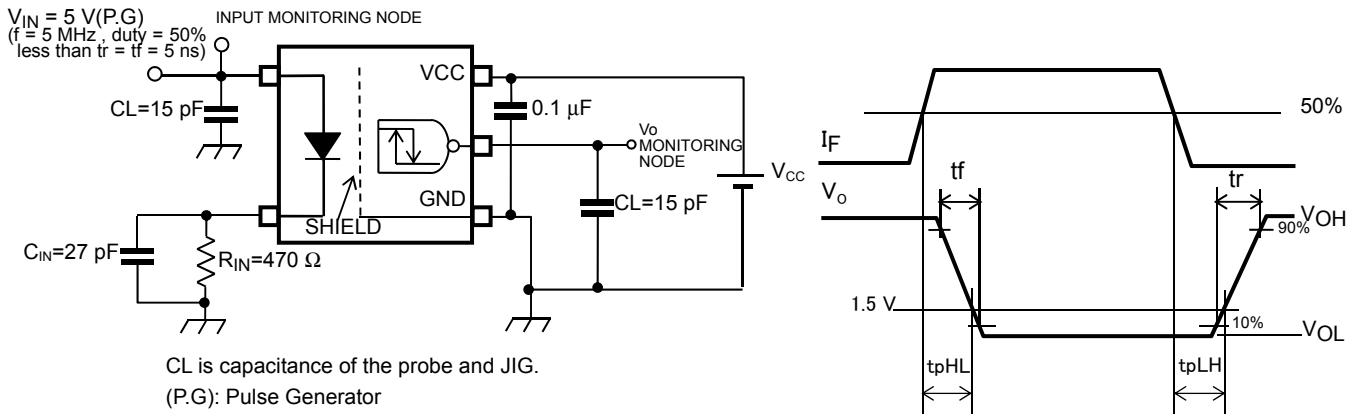 V_IN = 5 V(P.G)
(f = 5 MHz , duty = 50%
less than tr = tf = 5 ns)
INPUT MONITORING NODE
CL=15 pF
VCC
0.1 μF
Vo
MONITORING
NODE
V_CC
GND
CL=15 pF
SHIELD
C_IN=27 pF
R_IN=470 Ω
CL is capacitance of the probe and JIG.
(P.G): Pulse Generator
50%
I_F
tf
tr
V_o
VOH
90%
1.5 V
10%
VOL
tpHL
tpLH